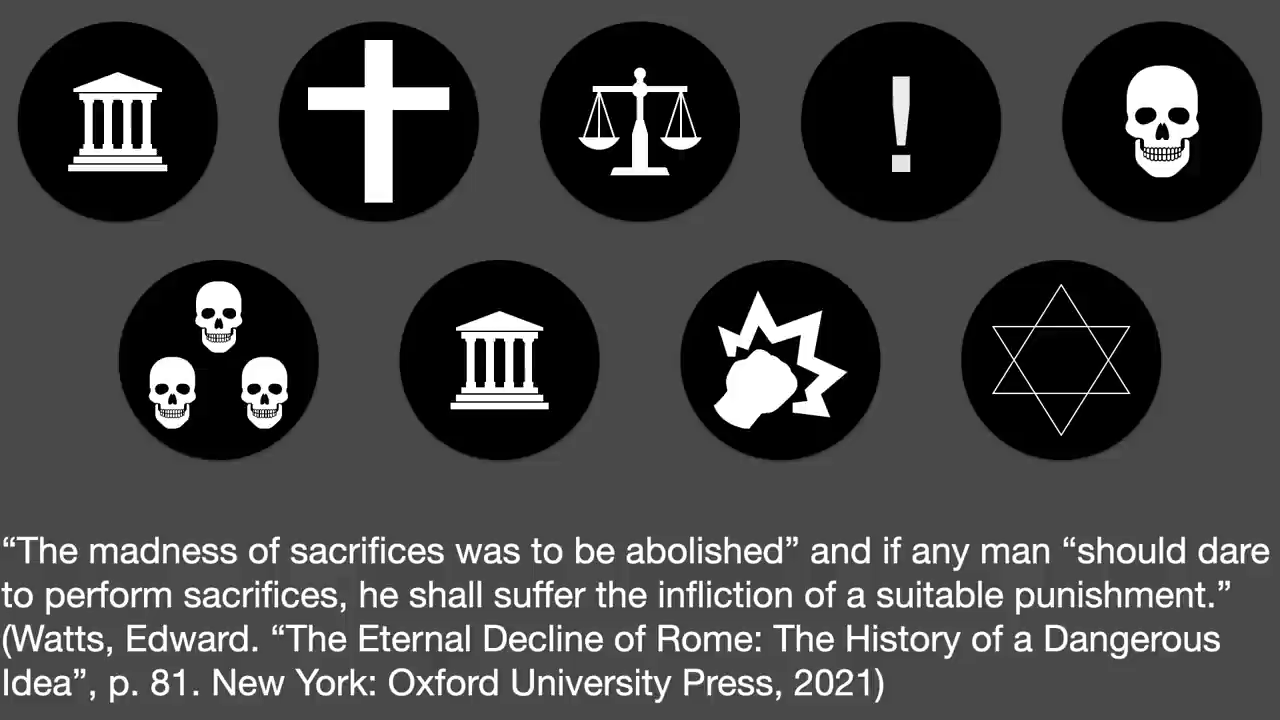 “The madness of sacrifices was to be abolished” and if any man “should dare
to perform sacrifices, he shall suffer the infliction of a suitable punishment.”
(Watts, Edward. “The Eternal Decline of Rome: The History of a Dangerous
Idea”, p. 81. New York: Oxford University Press, 2021)